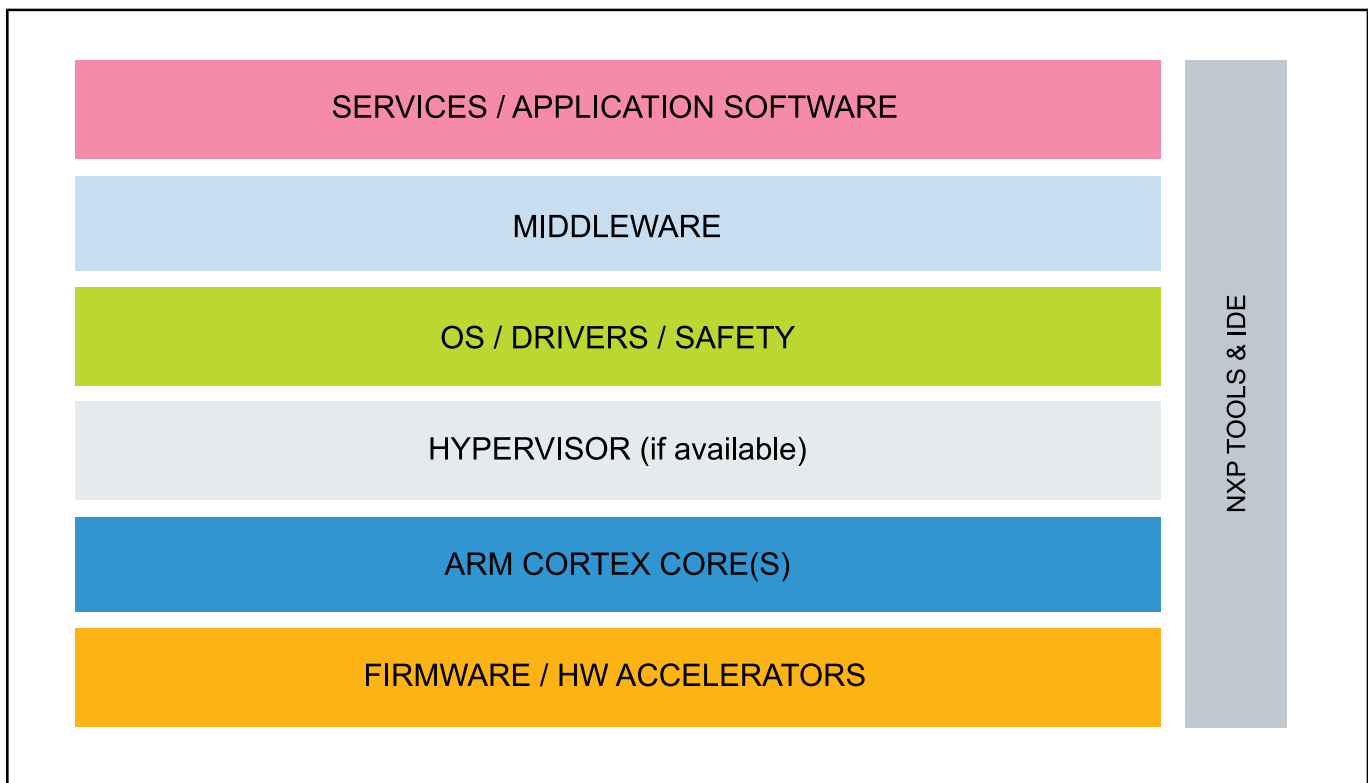 SERVICES / APPLICATION SOFTWARE
MIDDLEWARE
OS / DRIVERS / SAFETY
HYPERVISOR (if available)
ARM CORTEX CORE(S)
FIRMWARE / HW ACCELERATORS
NXP TOOLS & IDE